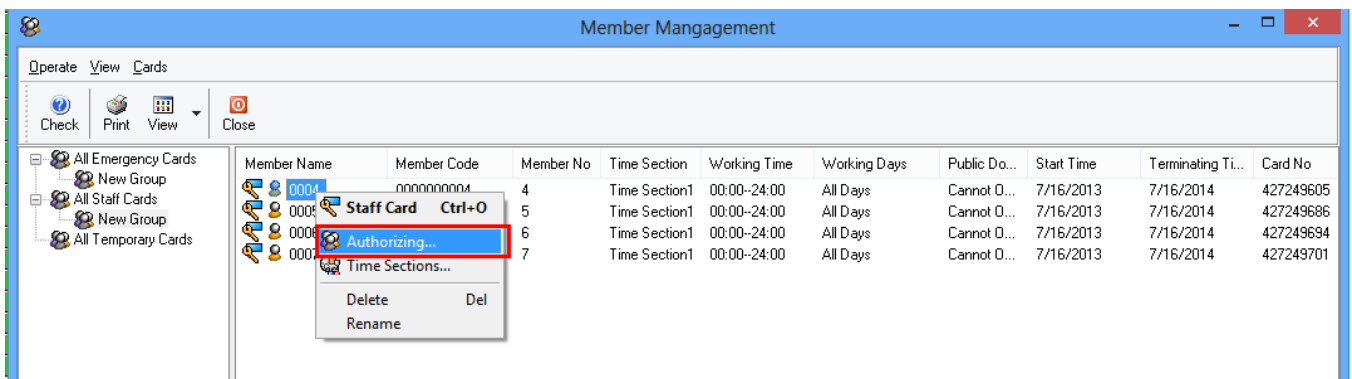 Member Mangagement
Operate View Cards
Check Print View Close
All Emergency Cards
New Group
All Staff Cards
New Group
All Temporary Cards
Member Name Member Code Member No Time Section Working Time Working Days Public Do... Start Time Terminating Ti... Card No
0004 0000000004 4 Time Section1 00:00--24:00 All Days Cannot O... 7/16/2013 7/16/2014 427249605
0005 5 Time Section1 00:00--24:00 All Days Cannot O... 7/16/2013 7/16/2014 427249686
0006 6 Time Section1 00:00--24:00 All Days Cannot O... 7/16/2013 7/16/2014 427249694
000 7 Time Section1 00:00--24:00 All Days Cannot O... 7/16/2013 7/16/2014 427249701
Staff Card Ctrl+O
Authorizing...
Time Sections...
Delete Del
Rename